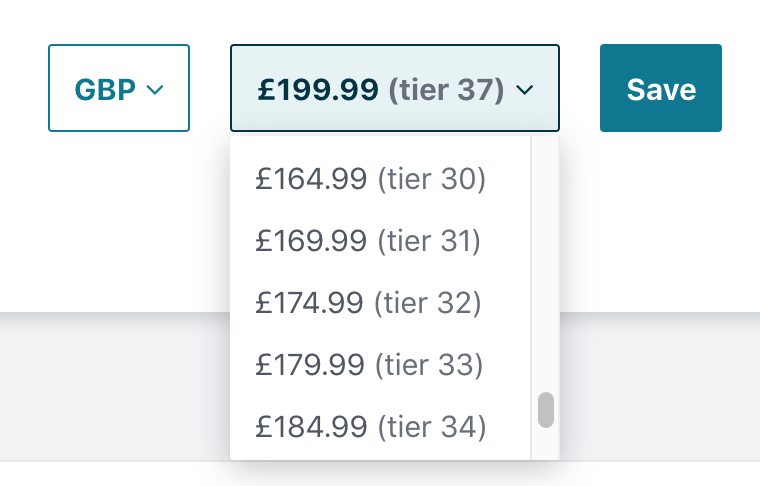 GBP £199.99 (tier 37) Save
£164.99 (tier 30)
£169.99 (tier 31)
£174.99 (tier 32)
£179.99 (tier 33)
£184.99 (tier 34)